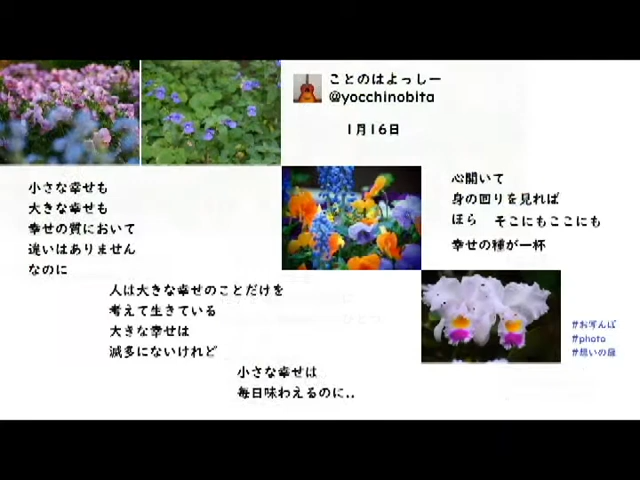 ことのはよっしー
@yocchinobita
1月16日
小さな幸せも
大きな幸せも
幸せの質において
違いはありません
なのに
人は大きな幸せのことだけを
考えて生きている
大きな幸せは
滅多にないけれど
小さな幸せは
毎日味わえるのに..
心開いて
身の回りを見れば
ほら そこにもここにも
幸せの種が一杯
#お写んぽ
#photo
#想いの扉